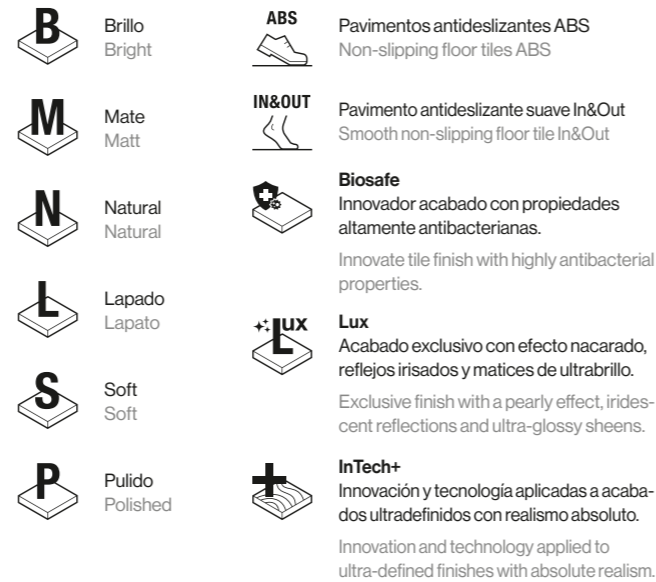 B
Brillo
Bright
M
Mate
Matt
N
Natural
Natural
L
Lapado
Lapato
S
Soft
Soft
P
Pulido
Polished
ABS
Pavimentos antideslizantes ABS
Non-slipping floor tiles ABS
IN&OUT
Pavimento antideslizante suave In&Out
Smooth non-slipping floor tile In&Out
Biosafe
Innovador acabado con propiedades
altamente antibacterianas.
Innovate tile finish with highly antibacterial
properties.
Lux
Lux
Acabado exclusivo con efecto nacarado,
reflejos irisados y matices de ultrabrillo.
Exclusive finish with a pearly effect, irides-
cent reflections and ultra-glossy sheens.
+
InTech+
Innovación y tecnología aplicadas a acaba-
dos ultradefinidos con realismo absoluto.
Innovation and technology applied to
ultra-defined finishes with absolute realism.